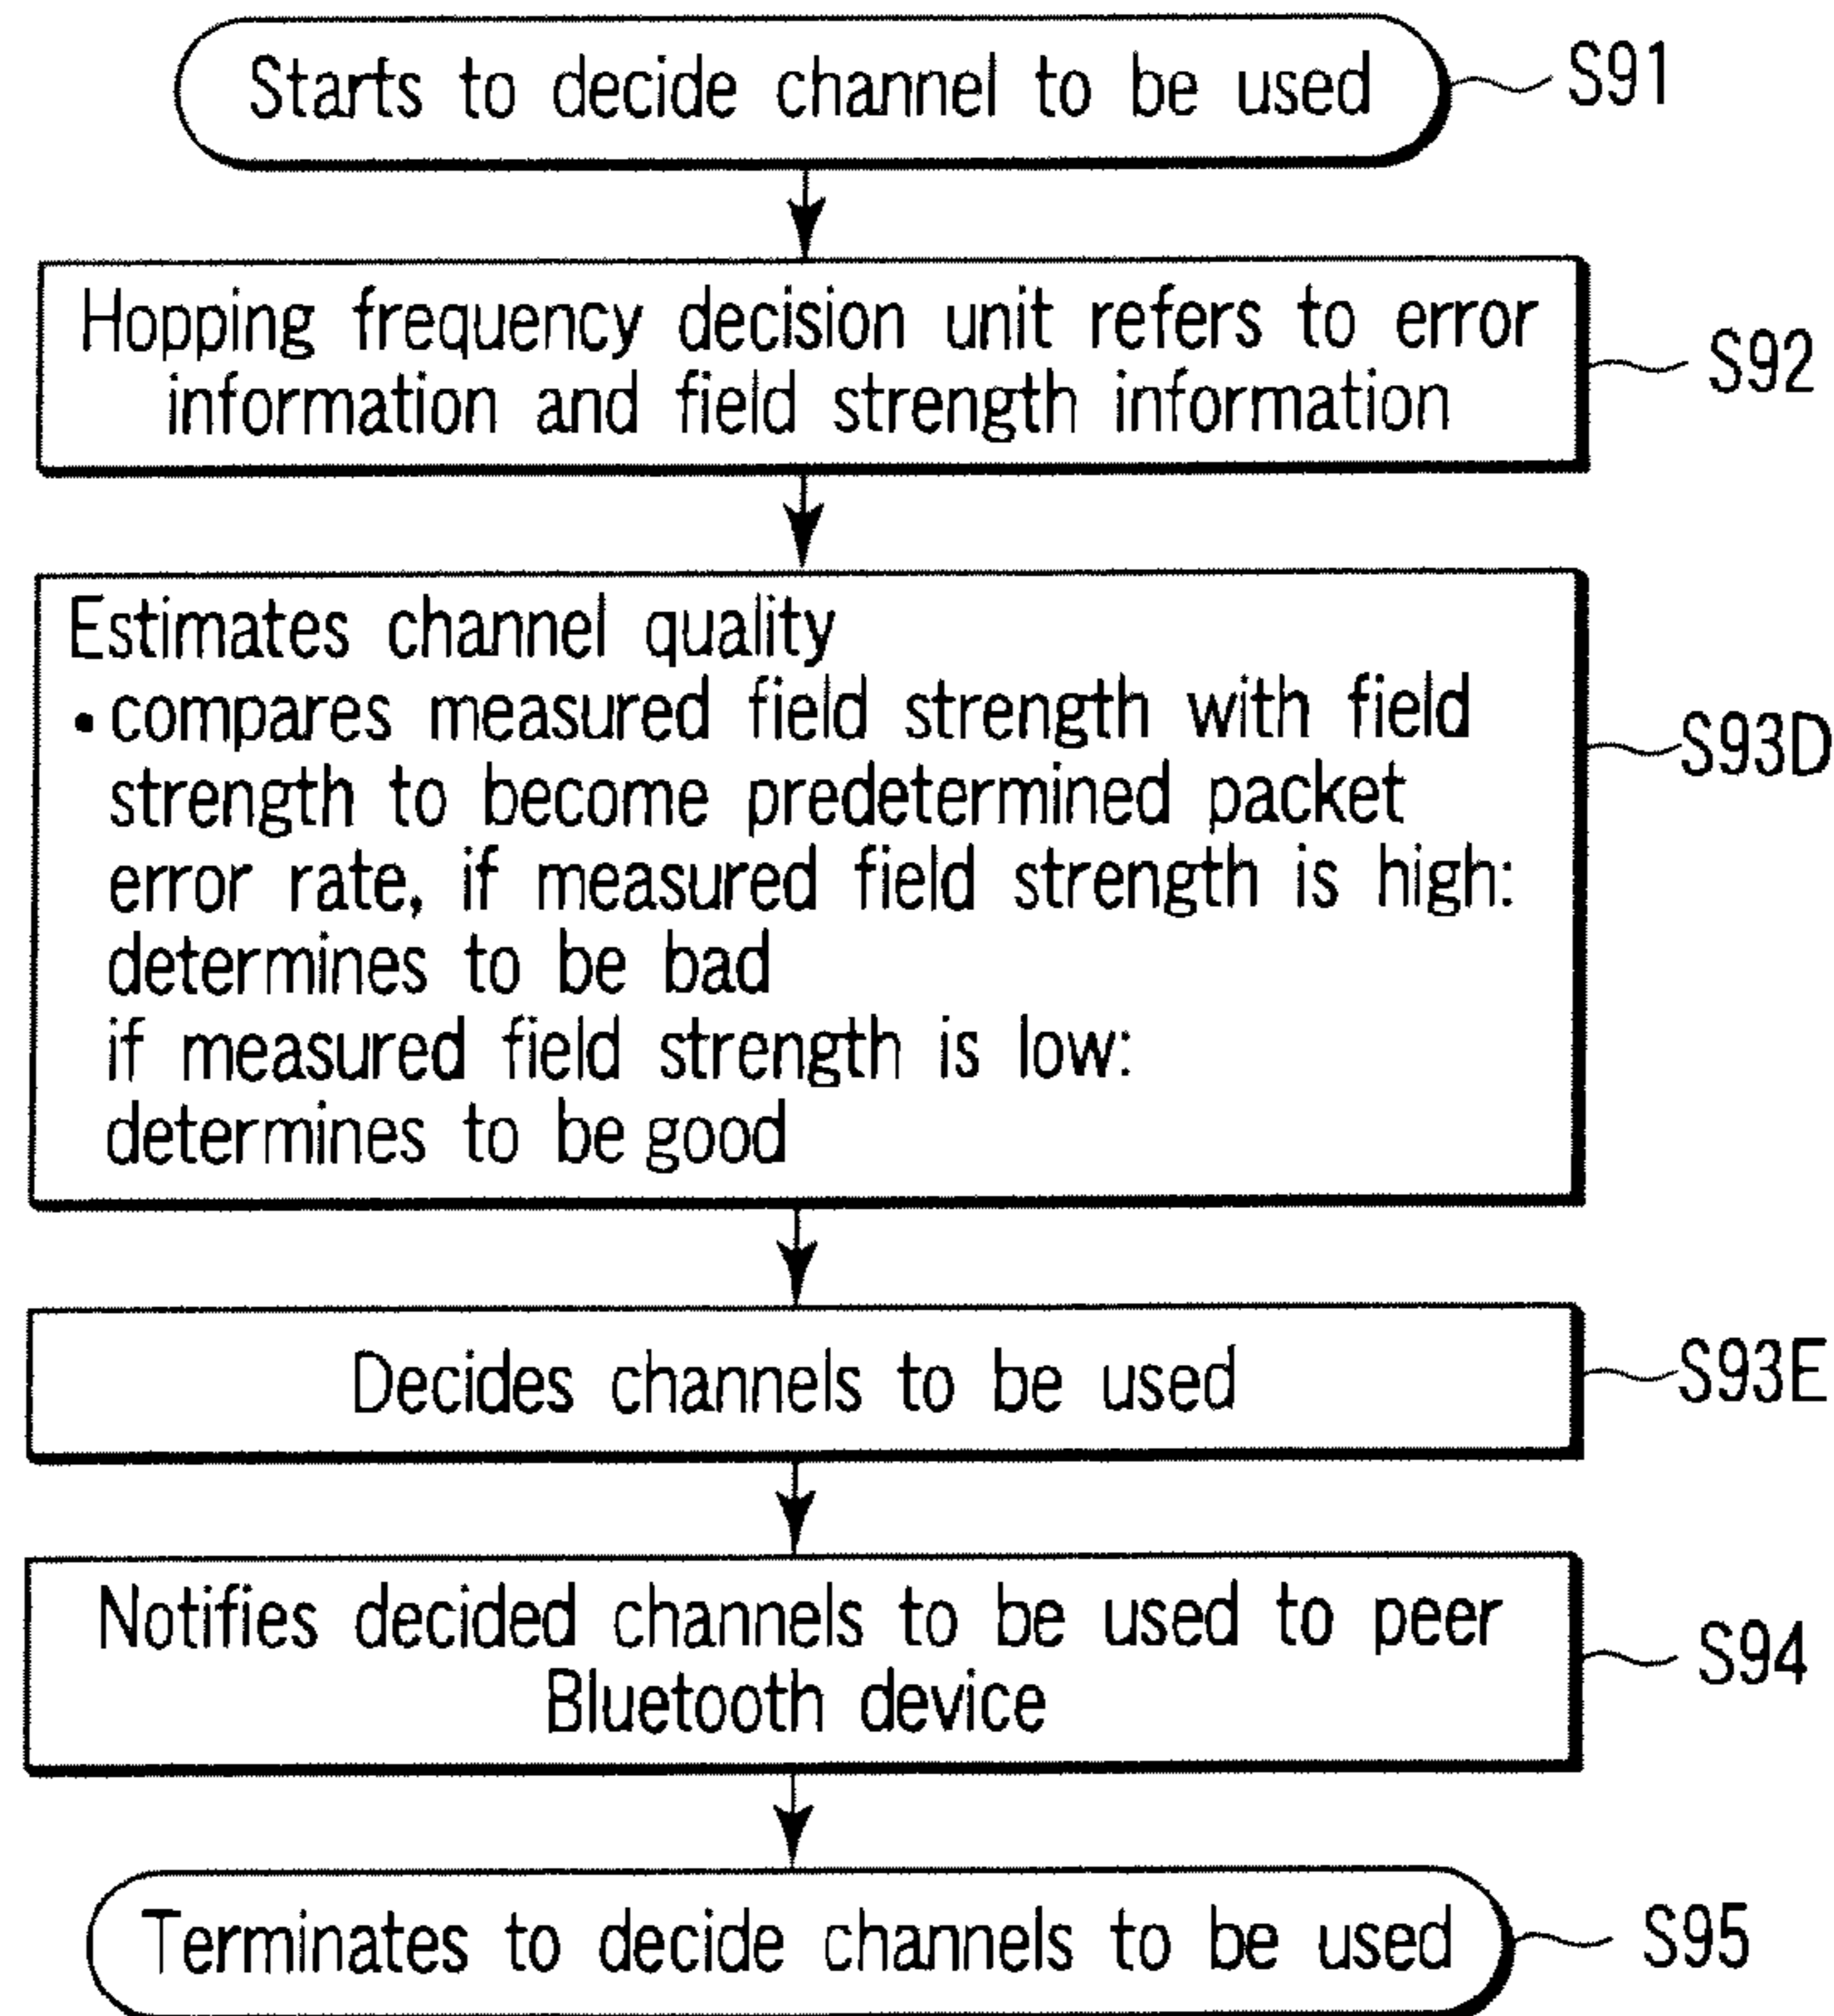 Starts to decide channel to be used
S91
Hopping frequency decision unit refers to error
information and field strength information
S92
Estimates channel quality
• compares measured field strength with field
strength to become predetermined packet
error rate, if measured field strength is high:
determines to be bad
if measured field strength is low:
determines to be good
S93D
Decides channels to be used
S93E
Notifies decided channels to be used to peer
Bluetooth device
S94
Terminates to decide channels to be used
S95